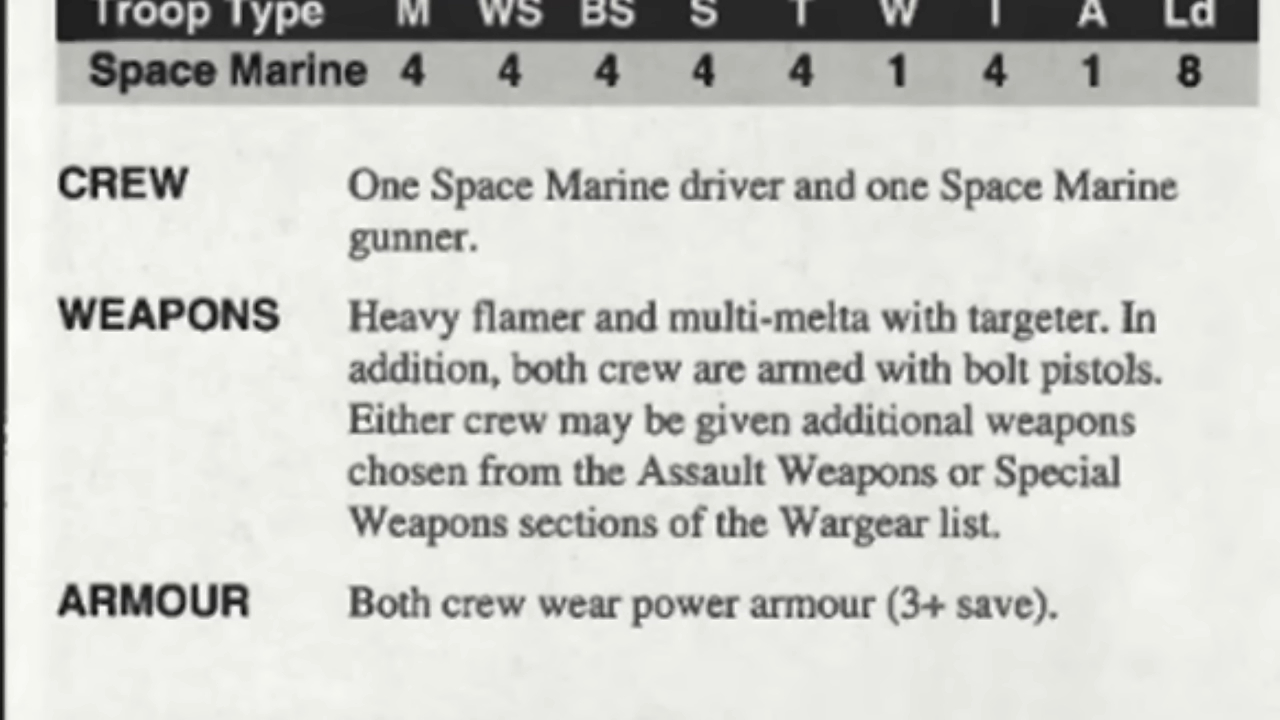 Troop Type M WS BS S T W I A Ld
Space Marine 4 4 4 4 4 1 4 1 8
CREW One Space Marine driver and one Space Marine
gunner.
WEAPONS Heavy flamer and multi-melta with targeter. In
addition, both crew are armed with bolt pistols.
Either crew may be given additional weapons
chosen from the Assault Weapons or Special
Weapons sections of the Wargear list.
ARMOUR Both crew wear power armour (3+ save).